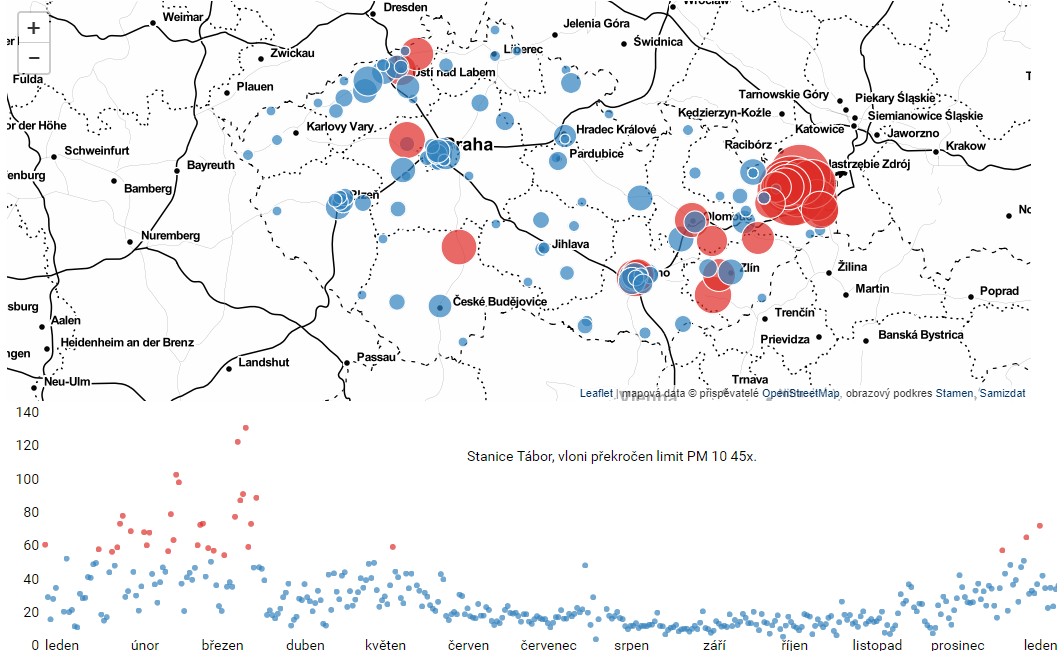 Dresden
Wrocław
+
Weimar
Jelenia Góra
Świdnica
Liberec
−
Zwickau
Ústí nad Labem
Fulda
Plauen
Tarnowskie Góry
Piekary Śląskie
Kędzierzyn-Koźle
Siemianowice Śląskie
or der Höhe
Karlovy Vary
Hradec Králové
Katowice
Jaworzno
Schweinfurt
Praha
Pardubice
Racibórz
Krakow
Bayreuth
Jastrzębie Zdrój
enburg
Bamberg
Plzeň
Olomouc
Nuremberg
Jihlava
Zlín
Žilina
Martin
Poprad
České Budějovice
sburg
Aalen
Trenčín
Heidenheim an der Brenz
Prievidza
Banská Bystrica
ngen
Landshut
Passau
Neu-Ulm
Trnava
Leaflet | mapová data © přispěvatelé OpenStreetMap, obrazový podkres Stamen, Samizdat
140
120
Stanice Tábor, vloni překročen limit PM 10 45x.
100
80
60
40
20
0 leden únor březen duben květen červen červenec srpen září říjen listopad prosinec leden